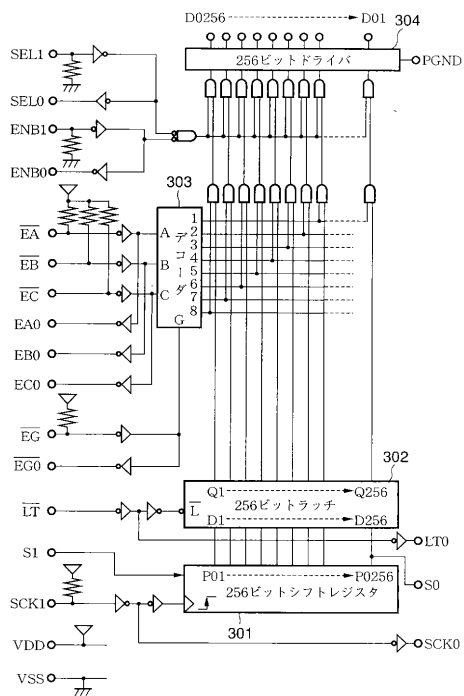 D0256 D01
304
SEL1
256ビットドライバ
PGND
SEL0
ENB1
ENB0
303
EA
A
デコーダ
1
2
3
4
5
6
7
8
EB
B
EC
C
EA0
G
EB0
EC0
EG
EG0
302
Q1 Q256
LT
L
256ビットラッチ
D1 D256
LT0
S1
P01 P0256
S0
SCK1
256ビットシフトレジスタ
301
VDD
SCK0
VSS